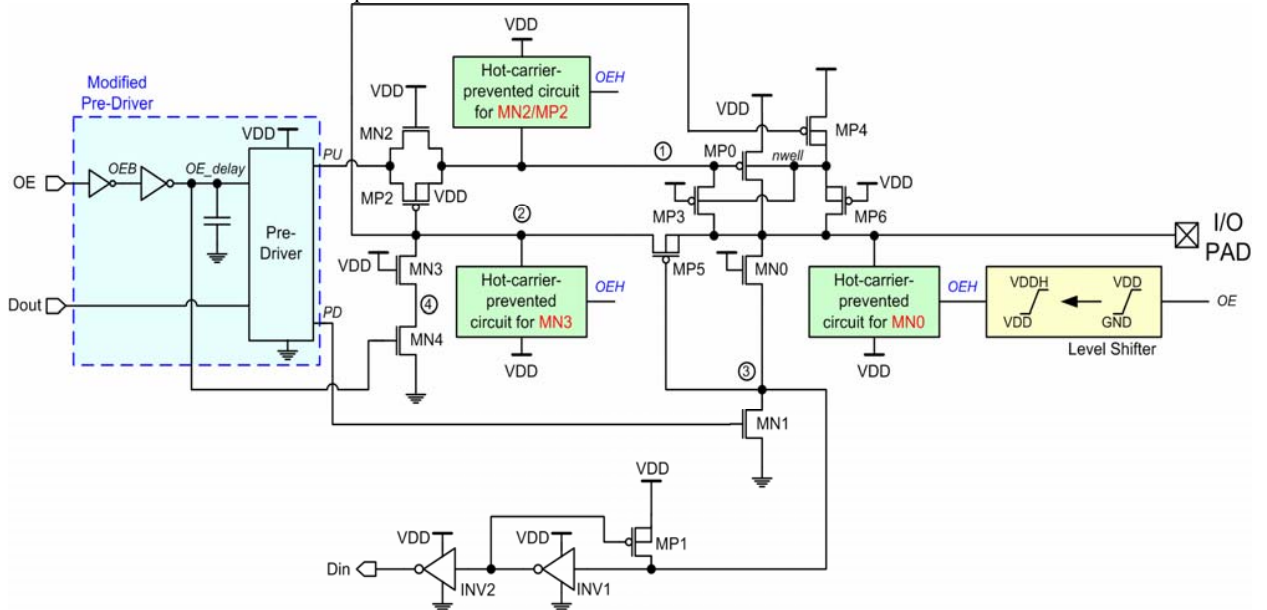 Modified
Pre-Driver
OE
OEB
OE_delay
VDD
Pre-
Driver
Dout
PU
PD
VDD
MN2
MP2
VDD
VDD
Hot-carrier-
prevented circuit
for MN2/MP2
OEH
①
②
VDD
MN3
④
MN4
Hot-carrier-
prevented
circuit for MN3
OEH
VDD
VDD
MP0
nwell
MP4
MP3
MP6
VDD
MP5
MN0
I/O
PAD
Hot-carrier-
prevented
circuit for MN0
VDD
OEH
VDDH
VDD
VDD
GND
OE
Level Shifter
③
MN1
VDD
MP1
VDD
INV1
VDD
INV2
Din